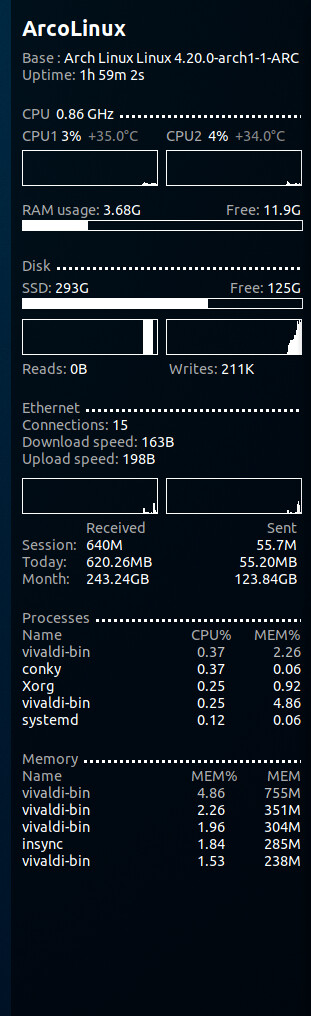 ArcoLinux
Base : Arch Linux Linux 4.20.0-arch1-1-ARC
Uptime: 1h 59m 2s
CPU 0.86 GHz
CPU1 3% +35.0°C CPU2 4% +34.0°C
RAM usage: 3.68G Free: 11.9G
Disk
SSD: 293G Free: 125G
Reads: 0B Writes: 211K
Ethernet
Connections: 15
Download speed: 163B
Upload speed: 198B
Received Sent
Session: 640M 55.7M
Today: 620.26MB 55.20MB
Month: 243.24GB 123.84GB
Processes
Name CPU% MEM%
vivaldi-bin 0.37 2.26
conky 0.37 0.06
Xorg 0.25 0.92
vivaldi-bin 0.25 4.86
systemd 0.12 0.06
Memory
Name MEM% MEM
vivaldi-bin 4.86 755M
vivaldi-bin 2.26 351M
vivaldi-bin 1.96 304M
insync 1.84 285M
vivaldi-bin 1.53 238M